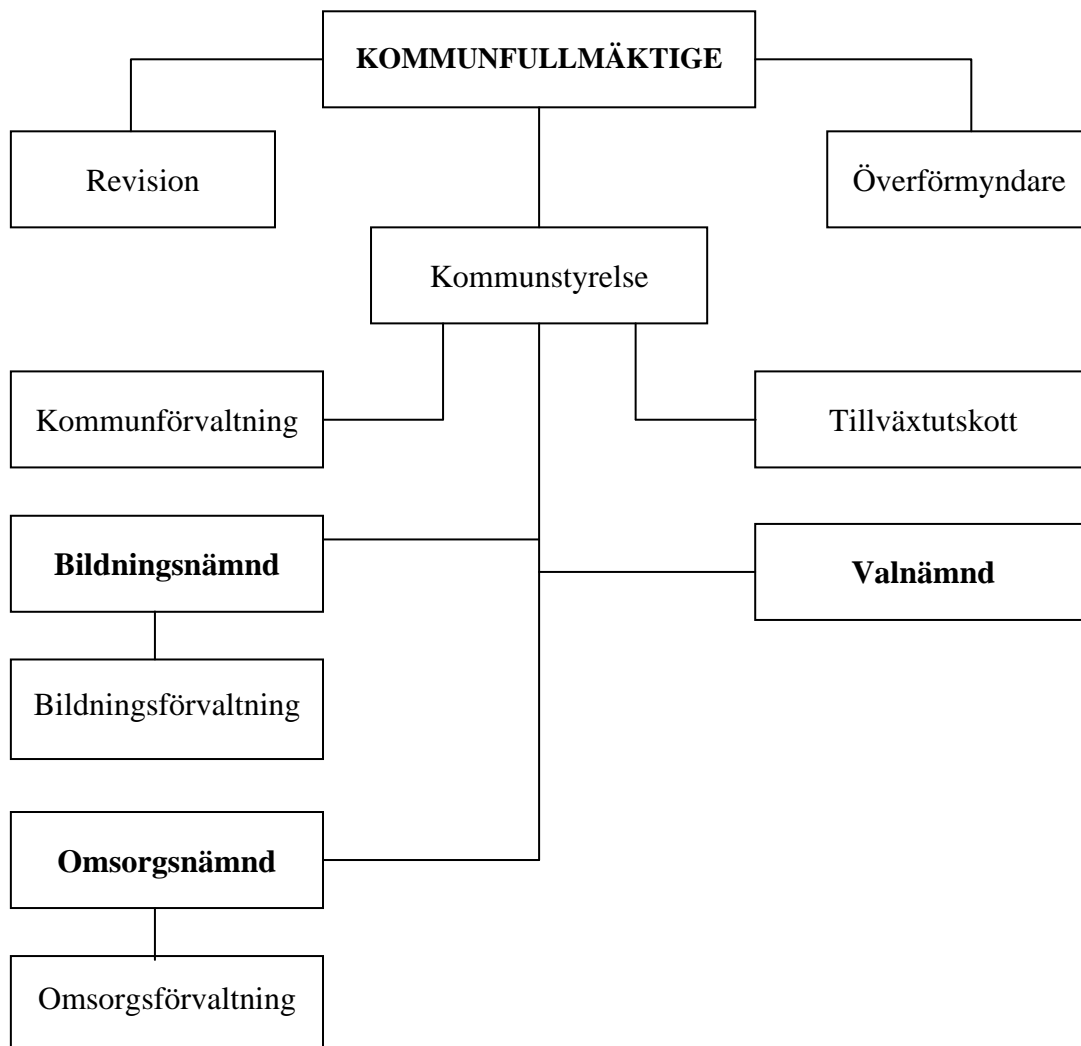 KOMMUNFULLMÄKTIGE
Revision
Överförmyndare
Kommunstyrelse
Kommunförvaltning
Tillväxtutskott
Bildningsnämnd
Valnämnd
Bildningsförvaltning
Omsorgsnämnd
Omsorgsförvaltning